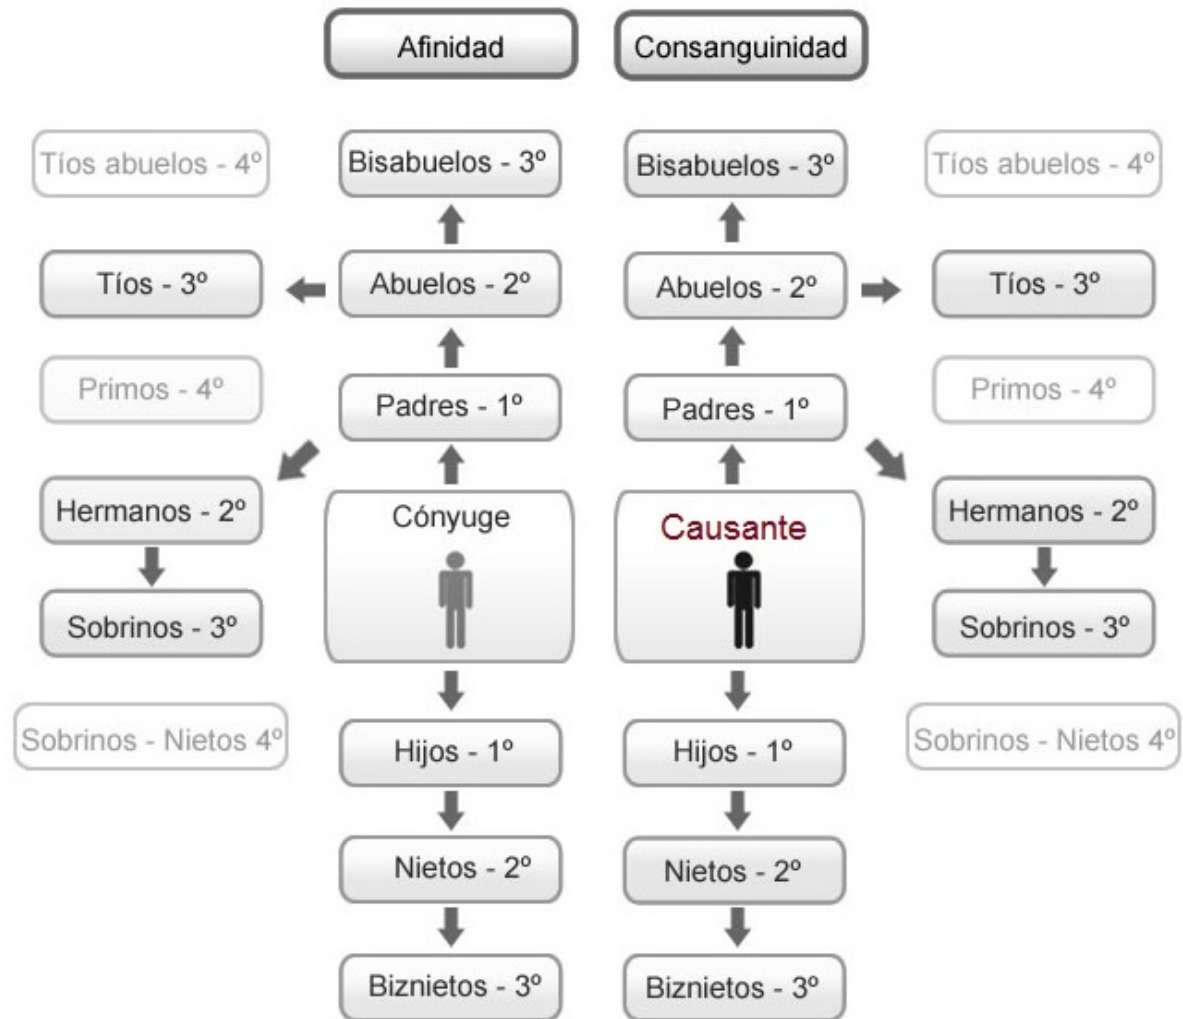 Afinidad
Consanguinidad
Tíos abuelos - 4º
Bisabuelos - 3º
Bisabuelos - 3º
Tíos abuelos - 4º
Tíos - 3º
Abuelos - 2º
Abuelos - 2º
Tíos - 3º
Primos - 4º
Padres - 1º
Padres - 1º
Primos - 4º
Hermanos - 2º
Cónyuge
Causante
Hermanos - 2º
Sobrinos - 3º
Sobrinos - 3º
Sobrinos - Nietos 4º
Hijos - 1º
Hijos - 1º
Sobrinos - Nietos 4º
Nietos - 2º
Nietos - 2º
Biznietos - 3º
Biznietos - 3º